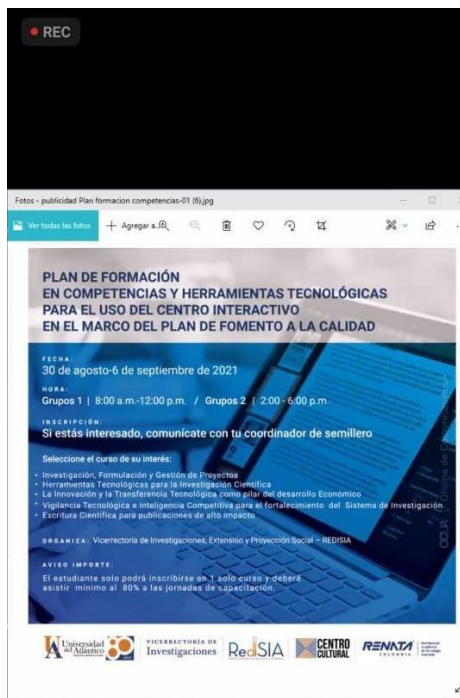 REC
Fotos - publicidad Plan formacion competencias-01 (6).jpg
Ver todas las fotos
Agregar a
PLAN DE FORMACIÓN
EN COMPETENCIAS Y HERRAMIENTAS TECNOLÓGICAS
PARA EL USO DEL CENTRO INTERACTIVO
EN EL MARCO DEL PLAN DE FOMENTO A LA CALIDAD
FECHA:
30 de agosto-6 de septiembre de 2021
HORA:
Grupos 1 | 8:00 a.m.-12:00 p.m. / Grupos 2 | 2:00 - 6:00 p.m.
INSCRIPCIÓN:
Si estás interesado, comunícate con tu coordinador de semillero
Seleccione el curso de su interés:
• Investigación, Formulación y Gestión de Proyectos
• Herramientas Tecnológicas para la Investigación Científica
• La Innovación y la Transferencia Tecnológica como pilar del desarrollo Económico
• Vigilancia Tecnológica e Inteligencia Competitiva para el fortalecimiento del Sistema de Investigación
• Escritura Científica para publicaciones de alto impacto
ORGANIZA: Vicerrectoría de Investigaciones, Extensión y Proyección Social – REDISIA
AVISO IMPORTE:
El estudiante solo podrá inscribirse en 1 solo curso y deberá
asistir mínimo al 80% a las jornadas de capacitación.
Universidad
del Atlántico
VICERRECTORÍA DE
Investigaciones
RedISIA
CENTRO
CULTURAL
RENATA
COLOMBIA